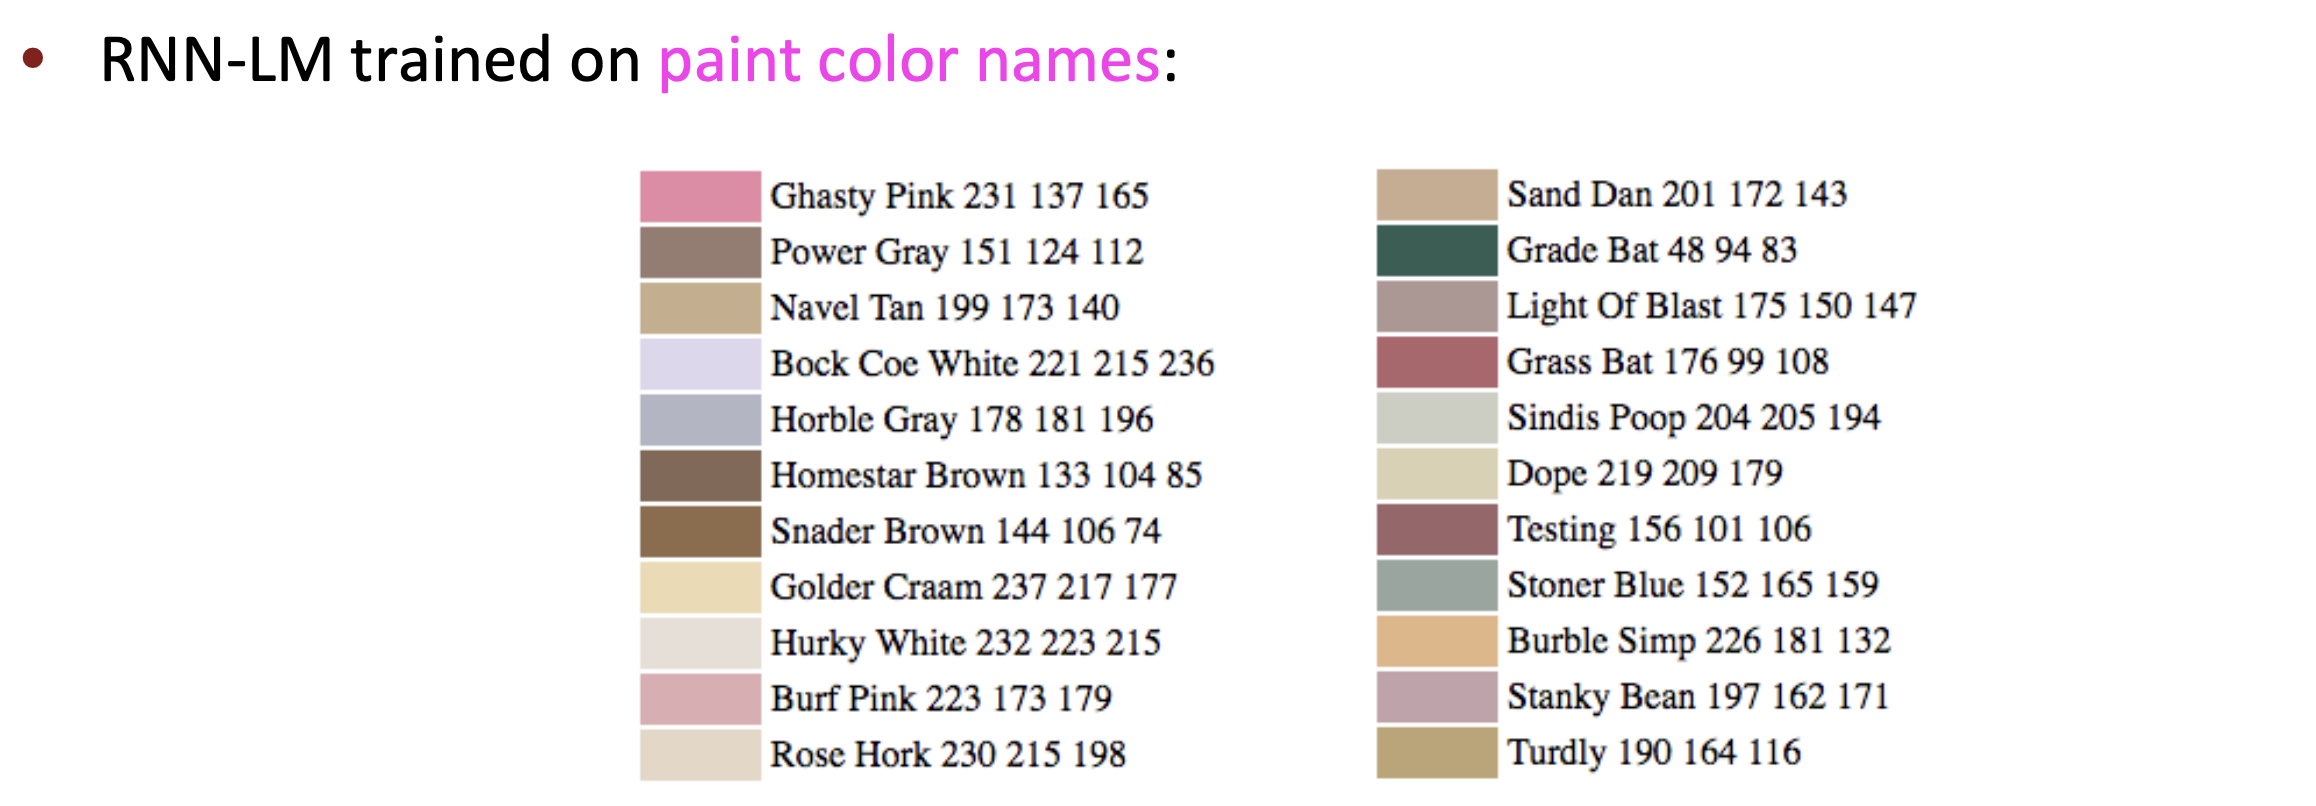 • RNN-LM trained on paint color names:
Ghasty Pink 231 137 165
Power Gray 151 124 112
Navel Tan 199 173 140
Bock Coe White 221 215 236
Horble Gray 178 181 196
Homestar Brown 133 104 85
Snader Brown 144 106 74
Golder Craam 237 217 177
Hurky White 232 223 215
Burf Pink 223 173 179
Rose Hork 230 215 198
Sand Dan 201 172 143
Grade Bat 48 94 83
Light Of Blast 175 150 147
Grass Bat 176 99 108
Sindis Poop 204 205 194
Dope 219 209 179
Testing 156 101 106
Stoner Blue 152 165 159
Burble Simp 226 181 132
Stanky Bean 197 162 171
Turdly 190 164 116